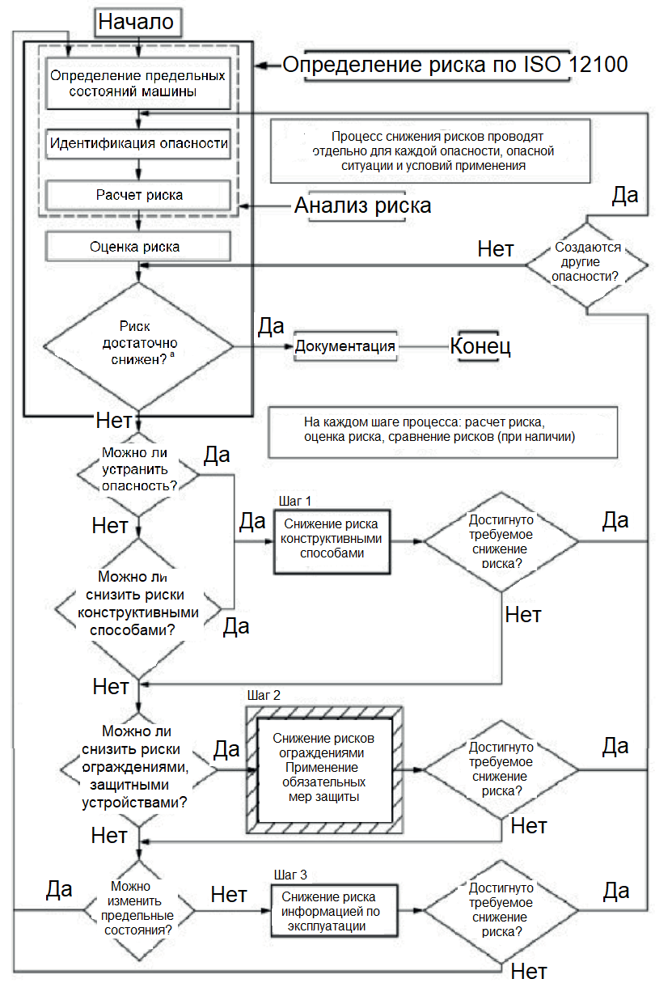 Начало
Определение риска по ISO 12100
Определение предельных
состояний машины
Идентификация опасности
Процесс снижения рисков проводят
отдельно для каждой опасности, опасной
ситуации и условий применения
Расчет риска
Анализ риска
Да
Оценка риска
Нет
Создаются
другие
опасности?
Риск
достаточно
снижен? a
Да
Документация
Конец
Нет
На каждом шаге процесса: расчет риска,
оценка риска, сравнение рисков (при наличии)
Можно ли
устранить
опасность?
Да
Нет
Да
Шаг 1
Снижение риска
конструктивными
способами
Достигнуто
требуемое
снижение
риска?
Да
Можно ли
снизить риски
конструктивными
способами?
Да
Нет
Нет
Шаг 2
Можно ли
снизить риски
ограждениями,
защитными
устройствами?
Да
Снижение рисков
ограждениями
Применение
обязательных
мер защиты
Достигнуто
требуемое
снижение
риска?
Да
Нет
Нет
Да
Можно
изменить
предельные
состояния?
Нет
Шаг 3
Снижение риска
информацией по
эксплуатации
Достигнуто
требуемое
снижение
риска?
Да
Нет